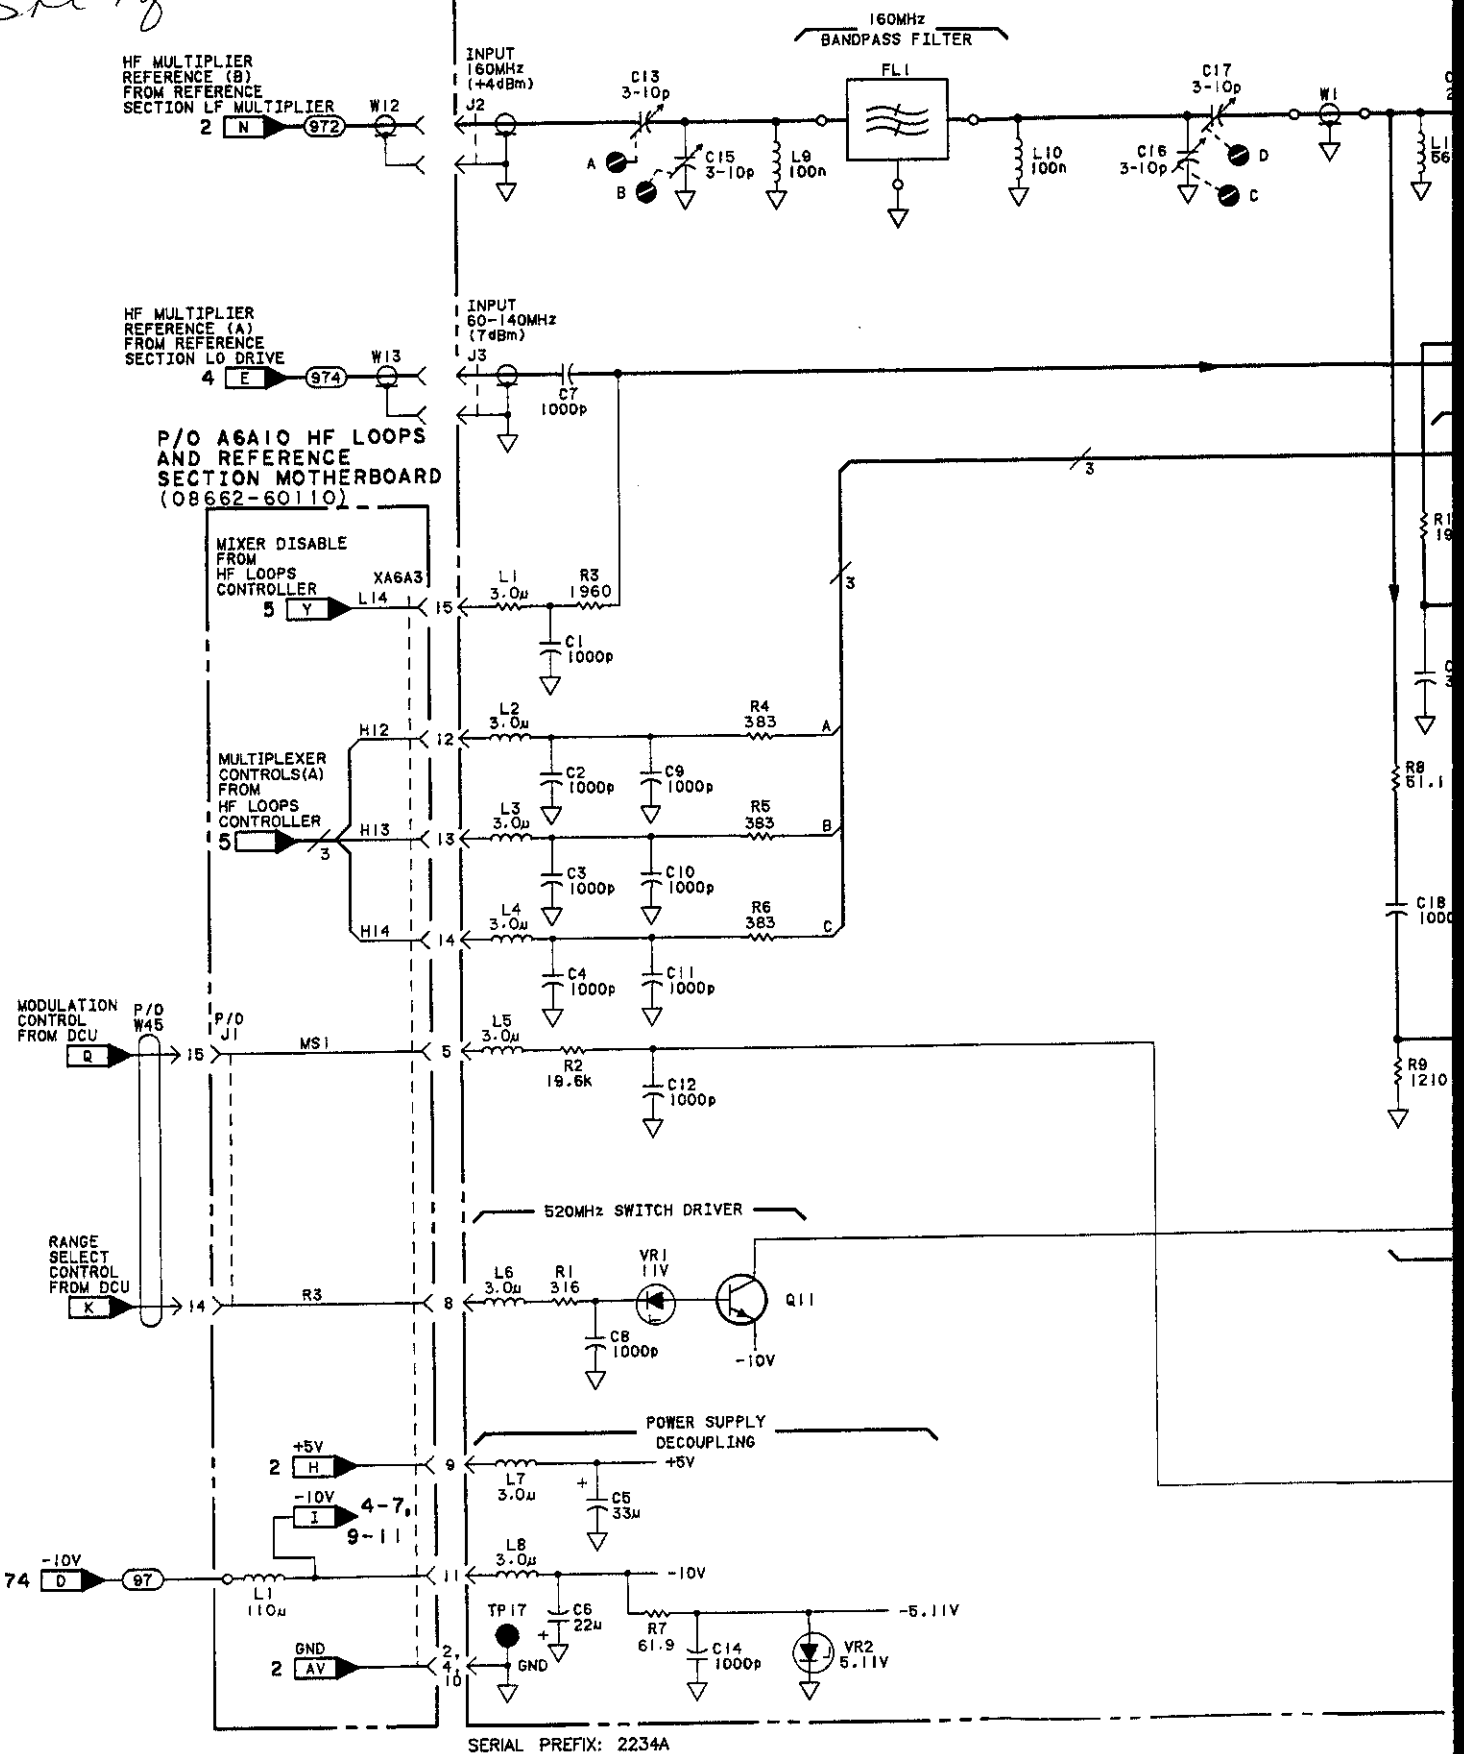 160MHz
BANDPASS FILTER
HF MULTIPLIER
REFERENCE (B)
FROM REFERENCE
SECTION LF MULTIPLIER
2 N 972
W12
INPUT
160MHz
(+4dBm)
J2
C13
3-10p
A
B
C15
3-10p
L9
100n
FL1
L10
100n
C17
3-10p
C16
3-10p
D
C
W1
HF MULTIPLIER
REFERENCE (A)
FROM REFERENCE
SECTION LO DRIVE
4 E 974
W13
INPUT
60-140MHz
(7dBm)
J3
C7
1000p
P/O A6A10 HF LOOPS
AND REFERENCE
SECTION MOTHERBOARD
(08662-60110)
3
3
MIXER DISABLE
FROM
HF LOOPS
CONTROLLER
5 Y
L14
XA6A3
15
L1
3.0µ
R3
1960
C1
1000p
MULTIPLEXER
CONTROLS(A)
FROM
HF LOOPS
CONTROLLER
5
3
H12
12
L2
3.0µ
C2
1000p
C9
1000p
R4
383
A
H13
13
L3
3.0µ
C3
1000p
C10
1000p
R5
383
B
H14
14
L4
3.0µ
C4
1000p
C11
1000p
R6
383
C
R8
51.1
C18
R9
1210
MODULATION
CONTROL
FROM DCU
Q
P/O
W45
15
P/O
J1
MS1
5
L5
3.0µ
R2
19.6k
C12
1000p
520MHz SWITCH DRIVER
RANGE
SELECT
CONTROL
FROM DCU
K
14
R3
8
L6
3.0µ
R1
316
C8
1000p
VR1
11V
Q11
-10V
POWER SUPPLY
DECOUPLING
+5V
2 H
9
L7
3.0µ
+5V
+
C5
33µ
-10V
I
4-7,
9-11
-10V
74 D 97
L1
110µ
11
L8
3.0µ
-10V
TP17
+
C6
22µ
R7
61.9
C14
1000p
-5.11V
VR2
5.11V
GND
2 AV
2,
4,
10
GND
SERIAL PREFIX: 2234A